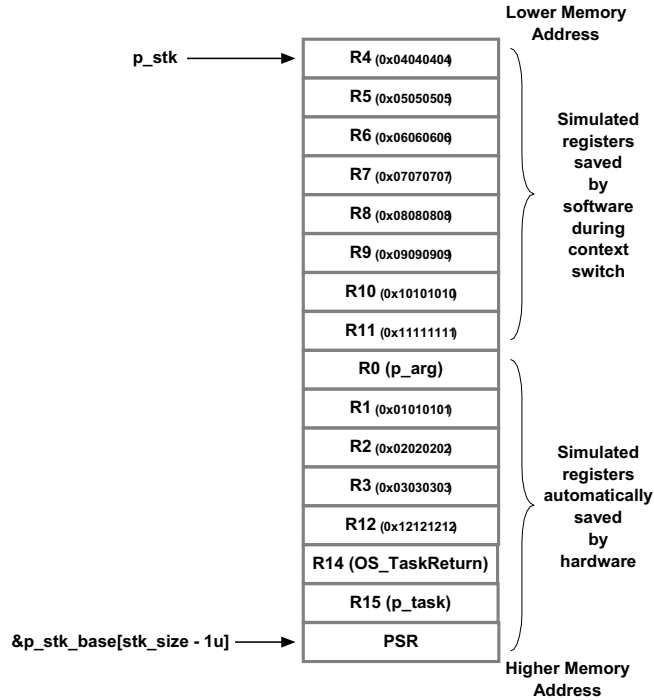 Lower Memory
Address
p_stk
R4 (0x04040404)
R5 (0x05050505)
R6 (0x06060606)
R7 (0x07070707)
R8 (0x08080808)
R9 (0x09090909)
R10 (0x10101010)
R11 (0x11111111)
Simulated
registers
saved
by
software
during
context
switch
R0 (p_arg)
R1 (0x01010101)
R2 (0x02020202)
R3 (0x03030303)
R12 (0x12121212)
R14 (OS_TaskReturn)
R15 (p_task)
PSR
Simulated
registers
automatically
saved
by
hardware
&p_stk_base[stk_size - 1u]
Higher Memory
Address